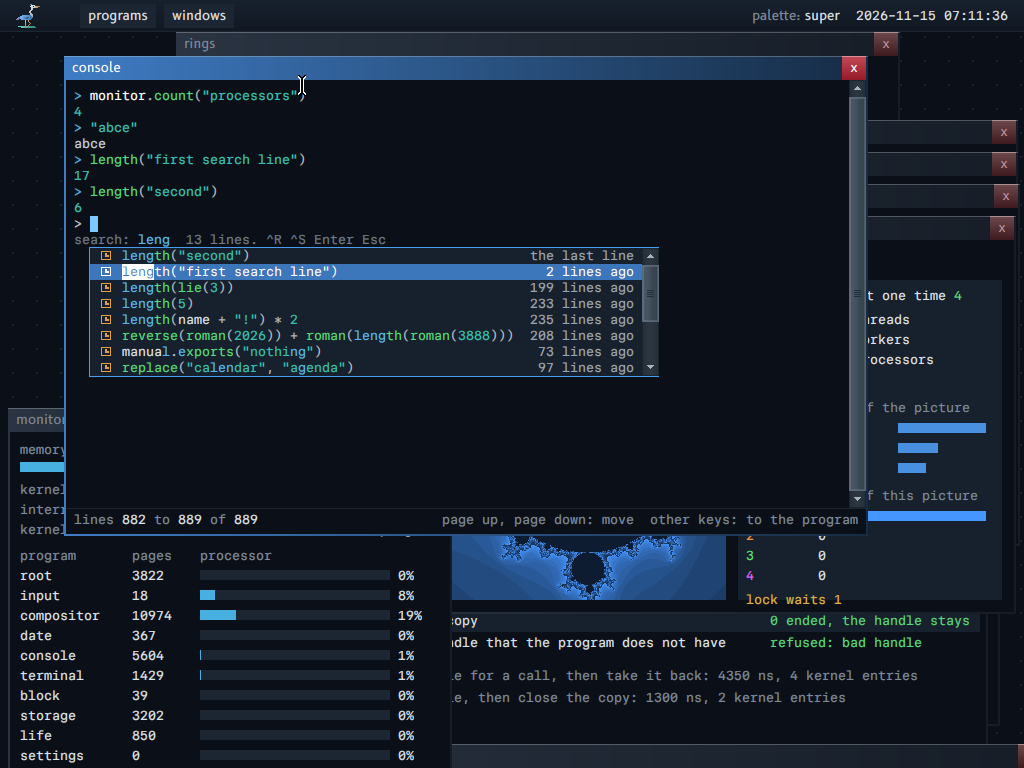 programs windows palette: super 2026-11-15 07:11:36
rings x
console x
> monitor.count("processors")
4
> "abce"
abce
> length("first search line")
17
> length("second")
6
>
search: leng 13 lines. ^R ^S Enter Esc
length("second") the last line
length("first search line") 2 lines ago
length(lie(3)) 199 lines ago
length(5) 233 lines ago
length(name + "!") * 2 235 lines ago
reverse(roman(2026)) + roman(length(roman(3888))) 208 lines ago
manual.exports("nothing") 73 lines ago
replace("calendar", "agenda") 97 lines ago
lines 882 to 889 of 889 page up, page down: move other keys: to the program
x
x
x
x
t one time 4
reads
rkers
ocessors
f the picture
f this picture
2 0
3 0
4 0
lock waits 1
opy 0 ended, the handle stays
ndle that the program does not have refused: bad handle
le for a call, then take it back: 4350 ns, 4 kernel entries
le, then close the copy: 1300 ns, 2 kernel entries
monitor
memory
kernel
inter
kernel
program pages processor
root 3822 0%
input 18 8%
compositor 10974 19%
date 367 0%
console 5604 1%
terminal 1429 1%
block 39 0%
storage 3202 0%
life 850 0%
settings 0 0%